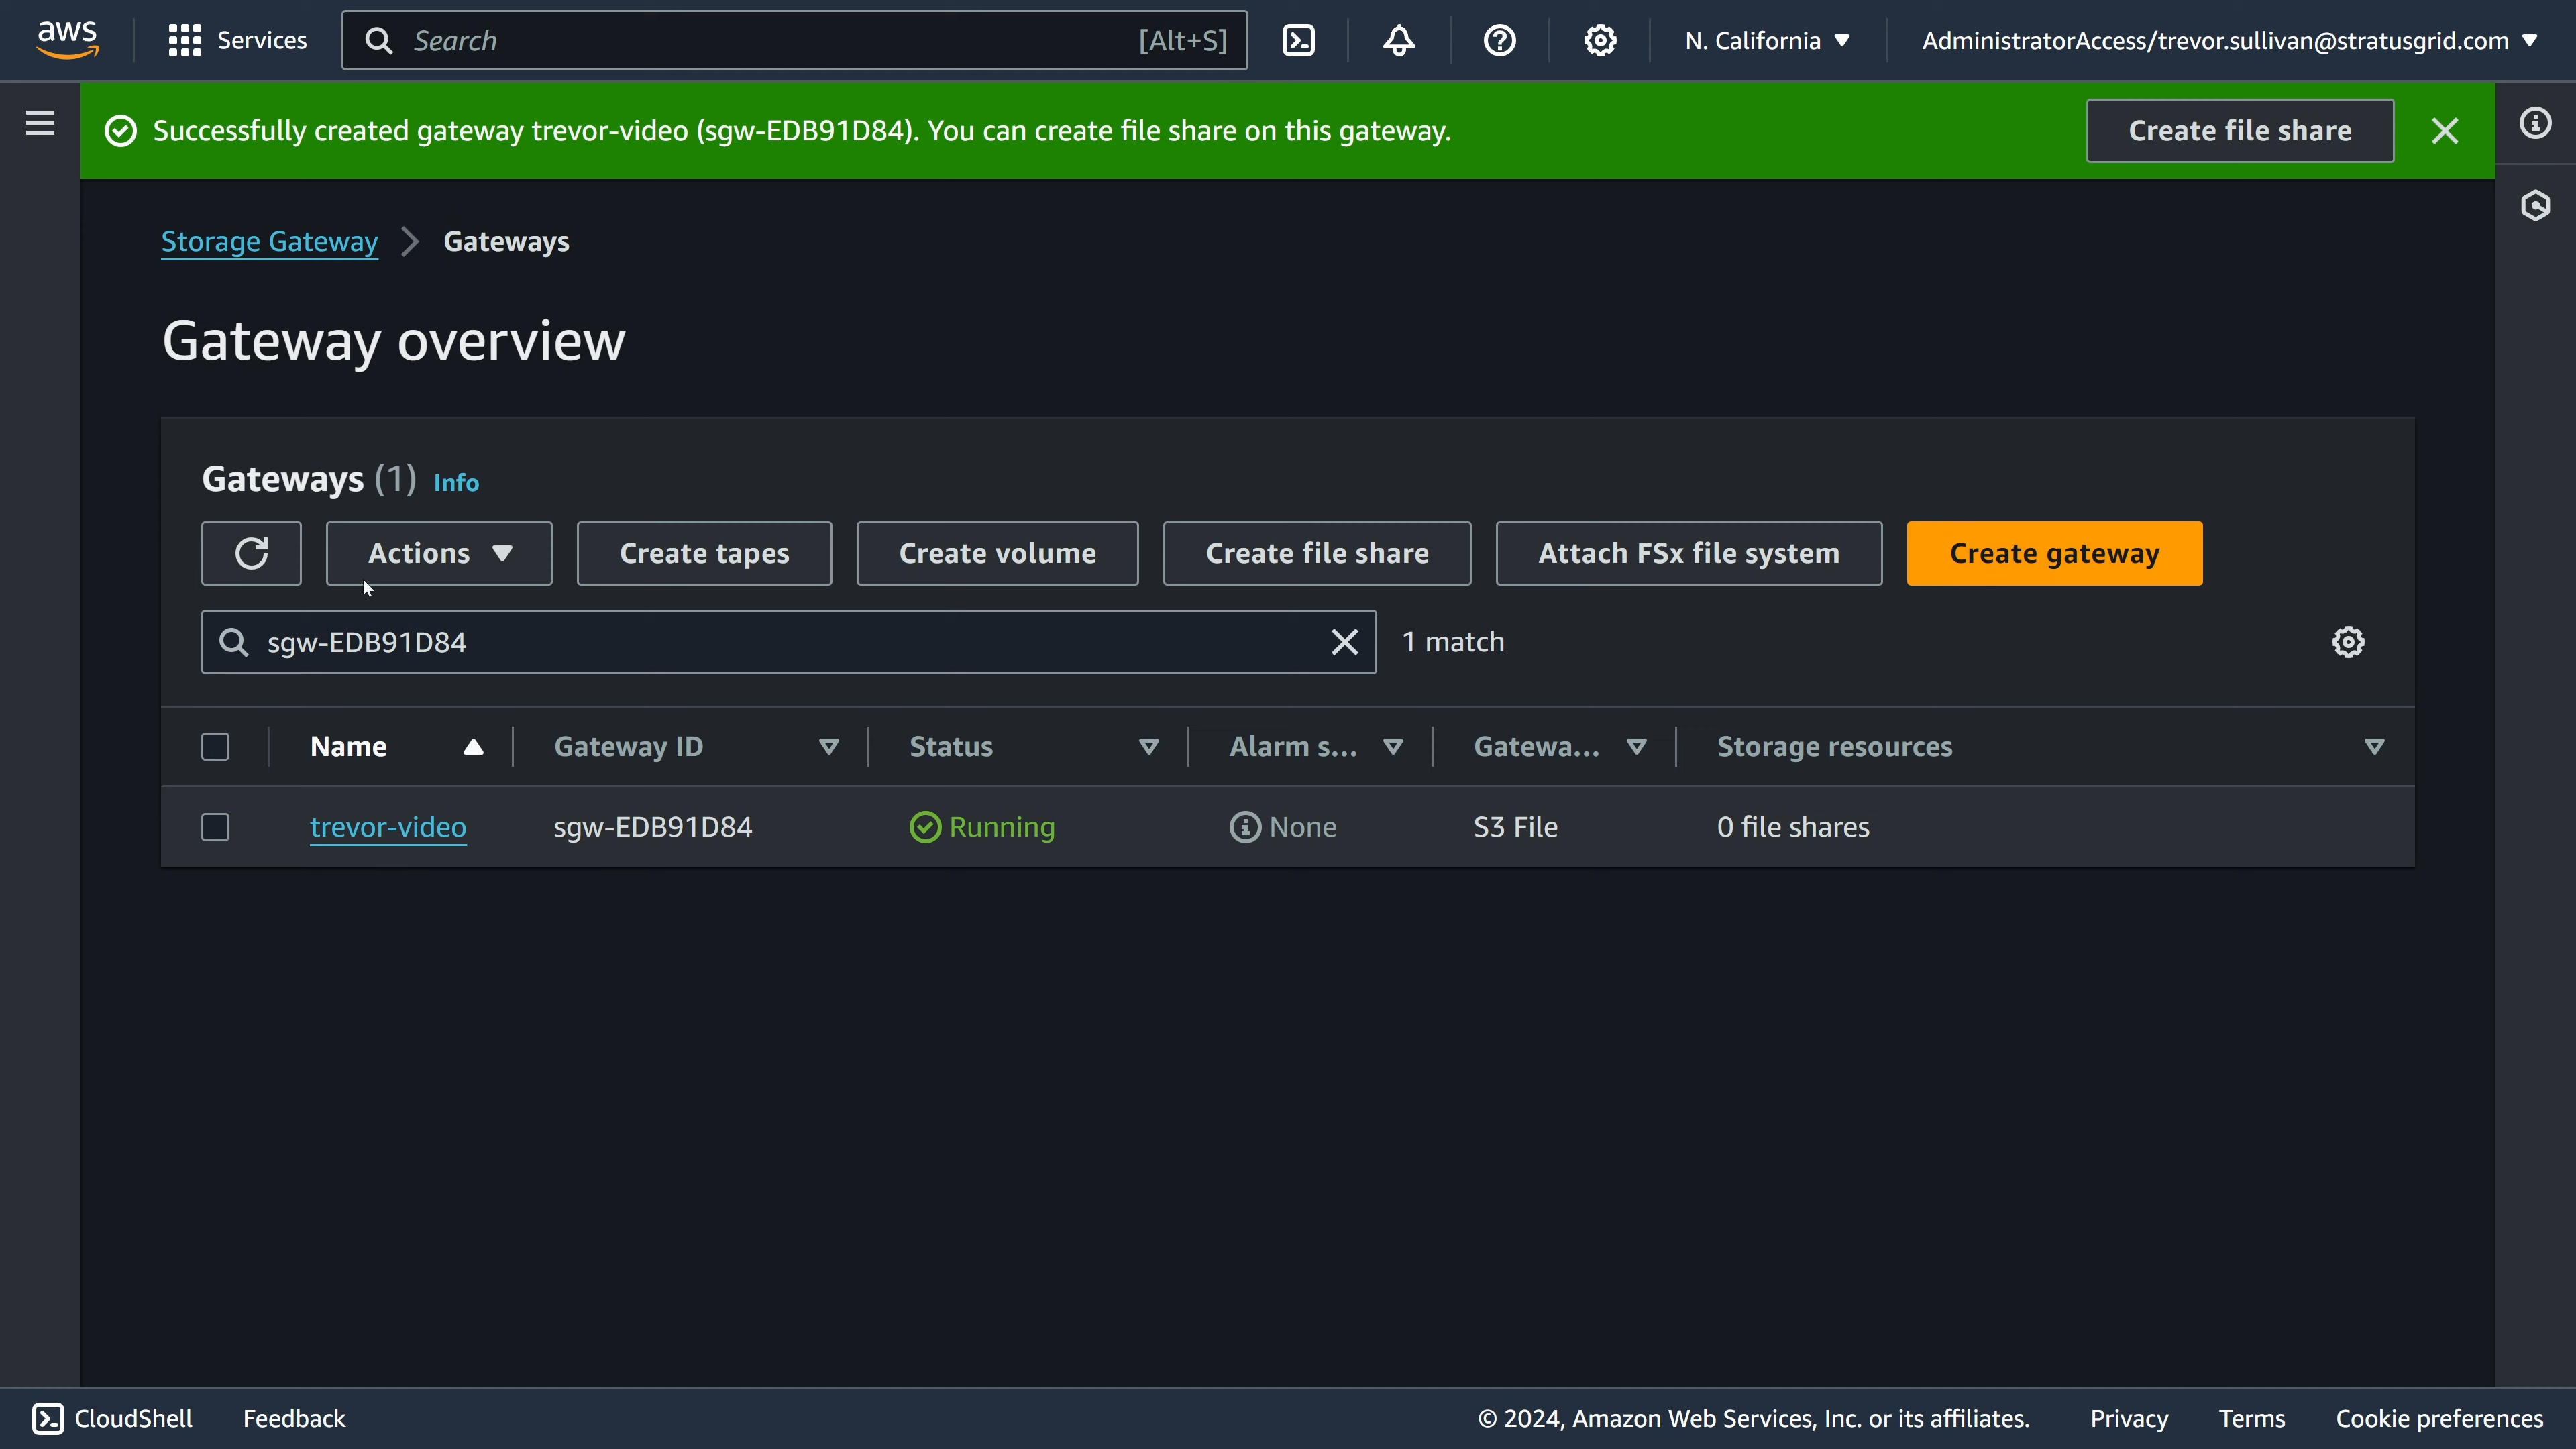 aws
Services
Search
[Alt+S]
N. California
AdministratorAccess/trevor.sullivan@stratusgrid.com
Successfully created gateway trevor-video (sgw-EDB91D84). You can create file share on this gateway.
Create file share
Storage Gateway
Gateways
Gateway overview
Gateways (1) Info
Actions
Create tapes
Create volume
Create file share
Attach FSx file system
Create gateway
sgw-EDB91D84
1 match
Name
Gateway ID
Status
Alarm s...
Gatewa...
Storage resources
trevor-video
sgw-EDB91D84
Running
None
S3 File
0 file shares
CloudShell
Feedback
© 2024, Amazon Web Services, Inc. or its affiliates.
Privacy
Terms
Cookie preferences